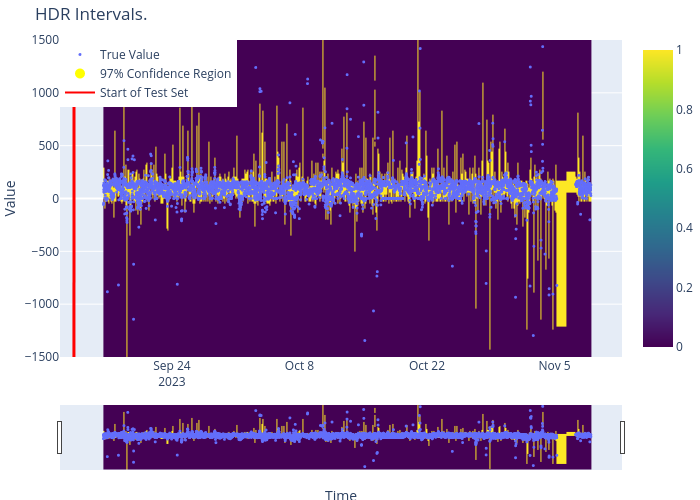 HDR Intervals.
True Value
97% Confidence Region
Start of Test Set
1500
1000
500
0
−500
−1000
−1500
Value
Sep 24
2023
Oct 8
Oct 22
Nov 5
Time
1
0.8
0.6
0.4
0.2
0